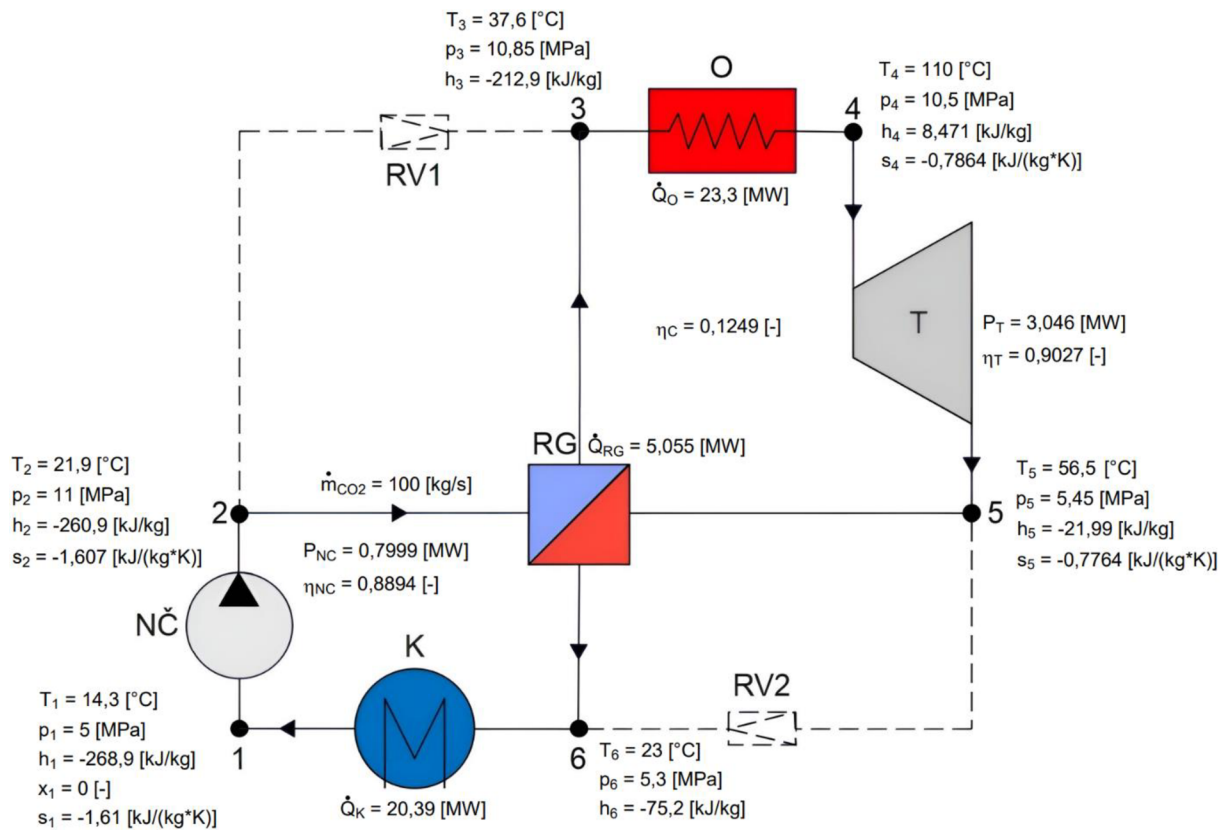 T3 = 37,6 [°C]
p3 = 10,85 [MPa]
h3 = -212,9 [kJ/kg]
3
O
4
T4 = 110 [°C]
p4 = 10,5 [MPa]
h4 = 8,471 [kJ/kg]
s4 = -0,7864 [kJ/(kg*K)]
RV1
Q̇O = 23,3 [MW]
ηC = 0,1249 [-]
T
PT = 3,046 [MW]
ηT = 0,9027 [-]
RG
Q̇RG = 5,055 [MW]
T2 = 21,9 [°C]
p2 = 11 [MPa]
h2 = -260,9 [kJ/kg]
s2 = -1,607 [kJ/(kg*K)]
2
ṁCO2 = 100 [kg/s]
PNC = 0,7999 [MW]
ηNC = 0,8894 [-]
5
T5 = 56,5 [°C]
p5 = 5,45 [MPa]
h5 = -21,99 [kJ/kg]
s5 = -0,7764 [kJ/(kg*K)]
NČ
K
RV2
T1 = 14,3 [°C]
p1 = 5 [MPa]
h1 = -268,9 [kJ/kg]
x1 = 0 [-]
s1 = -1,61 [kJ/(kg*K)]
1
Q̇K = 20,39 [MW]
6
T6 = 23 [°C]
p6 = 5,3 [MPa]
h6 = -75,2 [kJ/kg]